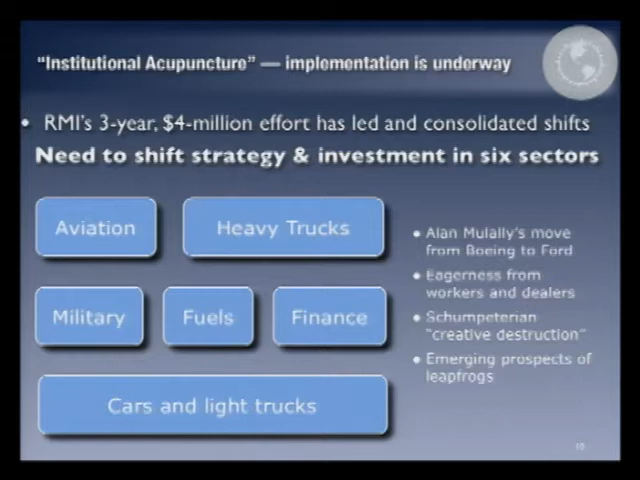 "Institutional Acupuncture" — implementation is underway
• RMI's 3-year, $4-million effort has led and consolidated shifts
Need to shift strategy & investment in six sectors
Aviation
Heavy Trucks
Military
Fuels
Finance
Cars and light trucks
• Alan Mulally's move
from Boeing to Ford
• Eagerness from
workers and dealers
• Schumpeterian
"creative destruction"
• Emerging prospects of
leapfrogs